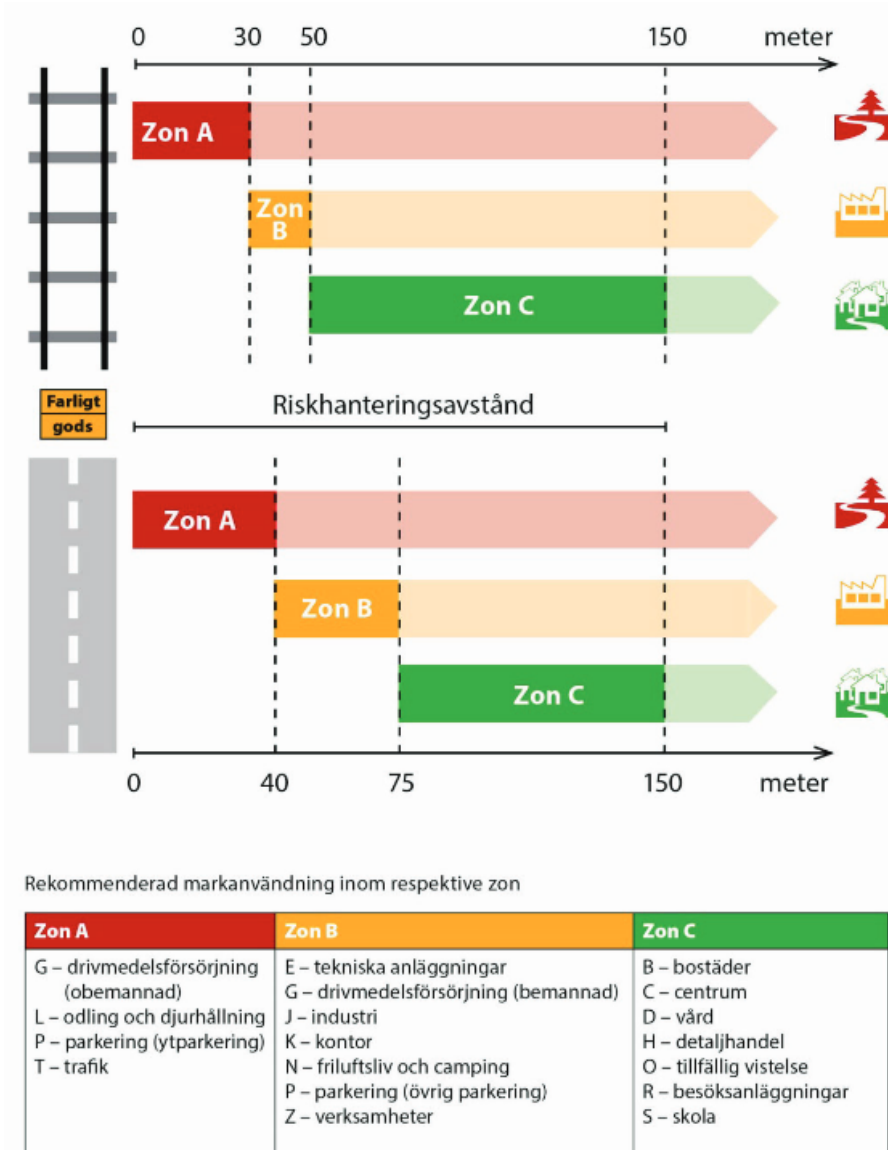 0 30 50 150 meter
Zon A
Zon
B
Zon C
Farligt
gods
Riskhanteringsavstånd
Zon A
Zon B
Zon C
0 40 75 150 meter
Rekommenderad markanvändning inom respektive zon
Zon A
G – drivmedelsförsörjning
(obemannad)
L – odling och djurhållning
P – parkering (ytparkering)
T – trafik
Zon B
E – tekniska anläggningar
G – drivmedelsförsörjning (bemannad)
J – industri
K – kontor
N – friluftsliv och camping
P – parkering (övrig parkering)
Z – verksamheter
Zon C
B – bostäder
C – centrum
D – vård
H – detaljhandel
O – tillfällig vistelse
R – besöksanläggningar
S – skola